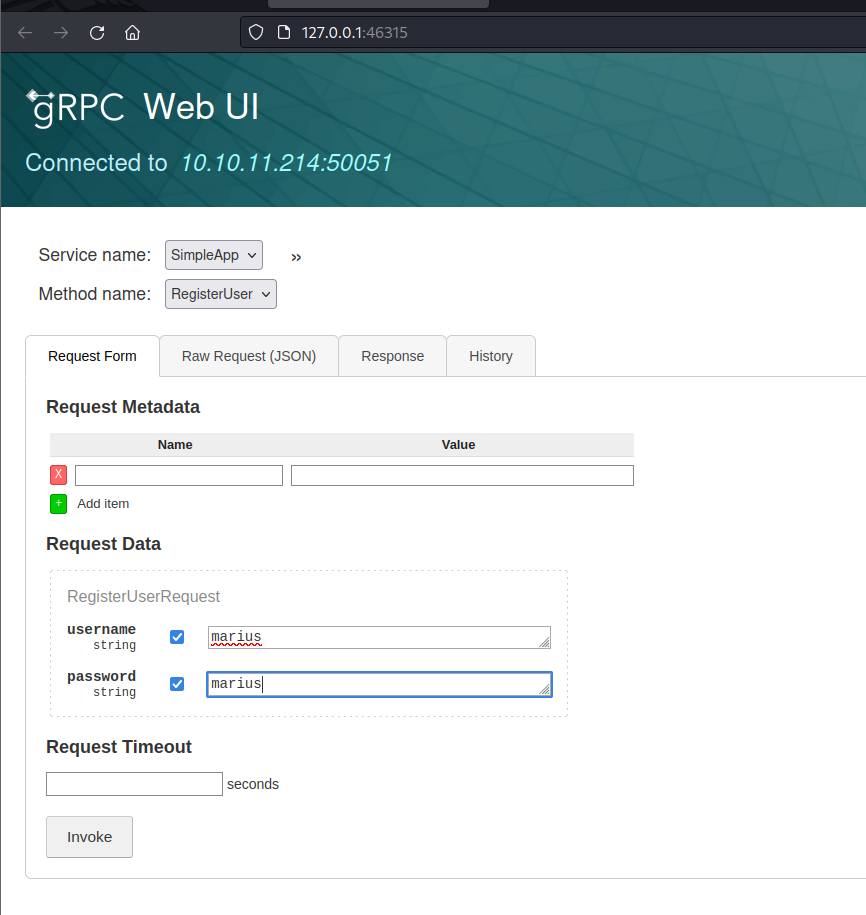 127.0.0.1:46315
gRPC Web UI
Connected to 10.10.11.214:50051
Service name: SimpleApp »
Method name: RegisterUser
Request Form Raw Request (JSON) Response History
Request Metadata
Name Value
X
+ Add item
Request Data
RegisterUserRequest
username
string
marius
password
string
marius
Request Timeout
seconds
Invoke